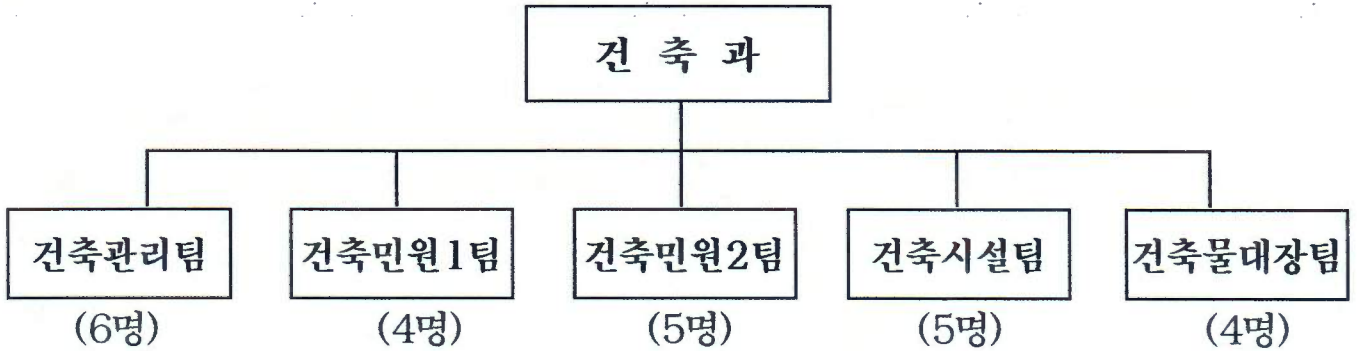 건 축 과
건축관리팀 건축민원1팀 건축민원2팀 건축시설팀 건축물대장팀
(6명) (4명) (5명) (5명) (4명)